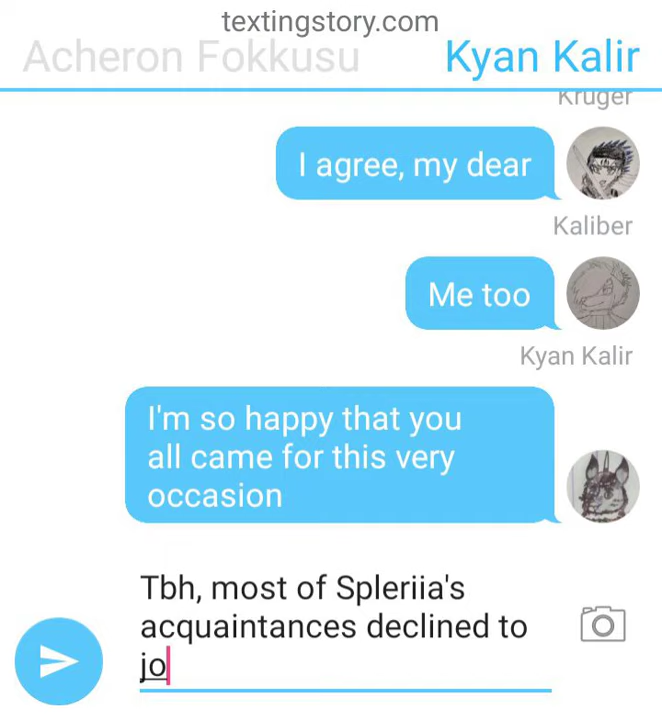 textingstory.com
Acheron Fokkusu Kyan Kalir
Kruger
I agree, my dear
Kaliber
Me too
Kyan Kalir
I'm so happy that you
all came for this very
occasion
Tbh, most of Spleriia's
acquaintances declined to
jo